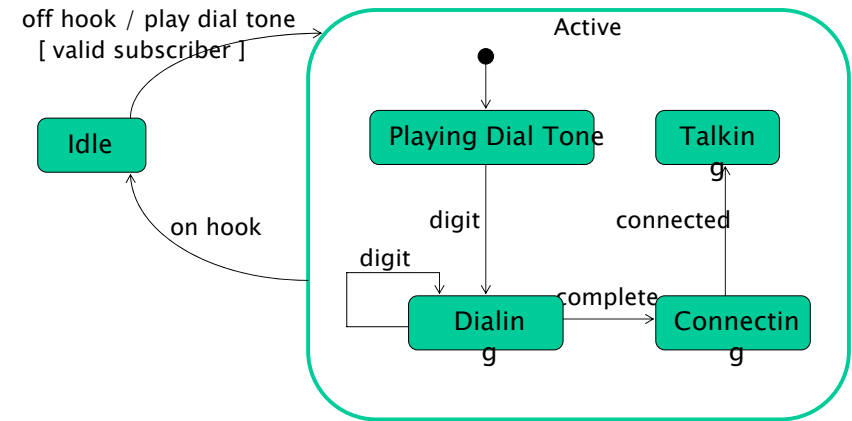 off hook / play dial tone
[ valid subscriber ]
Active
Idle
Playing Dial Tone
Talkin
g
on hook
digit
connected
digit
complete
Dialin
g
Connectin
g